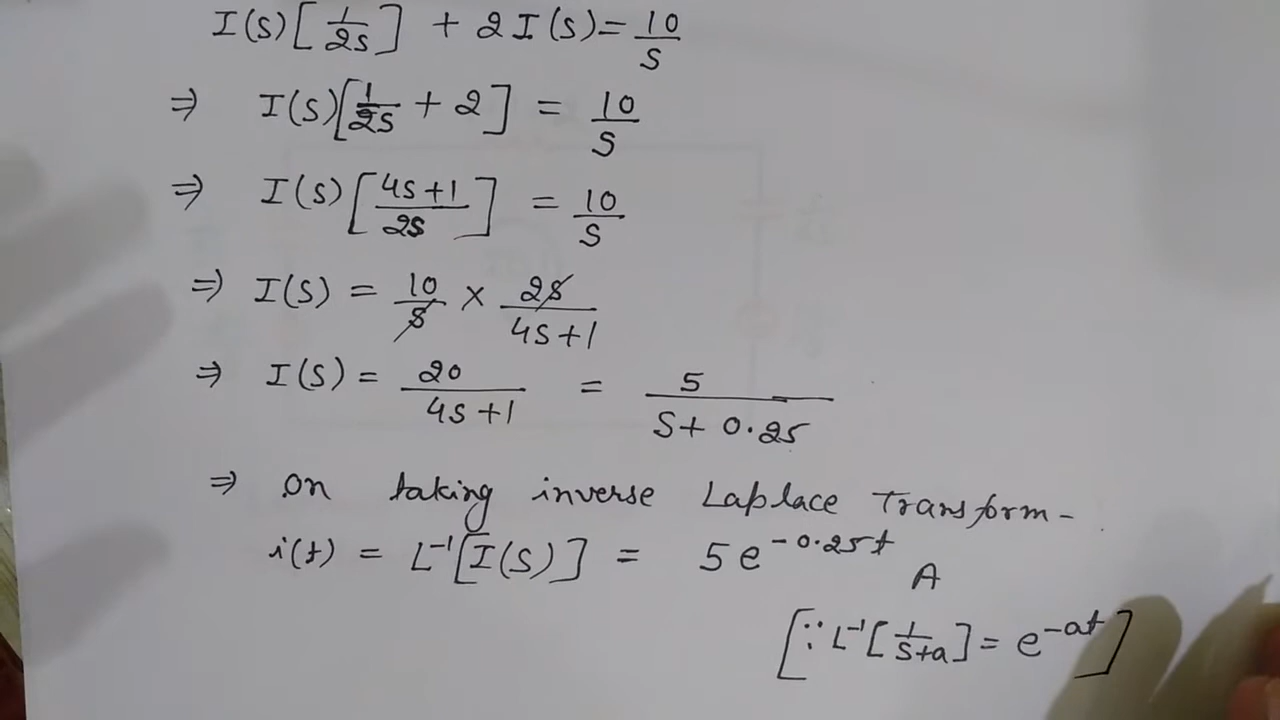 I(s)[1/2s] + 2I(s)= 10/s
⇒ I(s)[1/2s + 2] = 10/s
⇒ I(s)[4s+1/2s] = 10/s
⇒ I(s) = 10/s × 2s/4s+1
⇒ I(s) = 20/4s+1 = 5/s+0.25
⇒ on taking inverse Laplace Transform-
i(t) = L⁻¹[I(s)] = 5e^-0.25t A
[∵ L⁻¹[1/s+a] = e^-at]